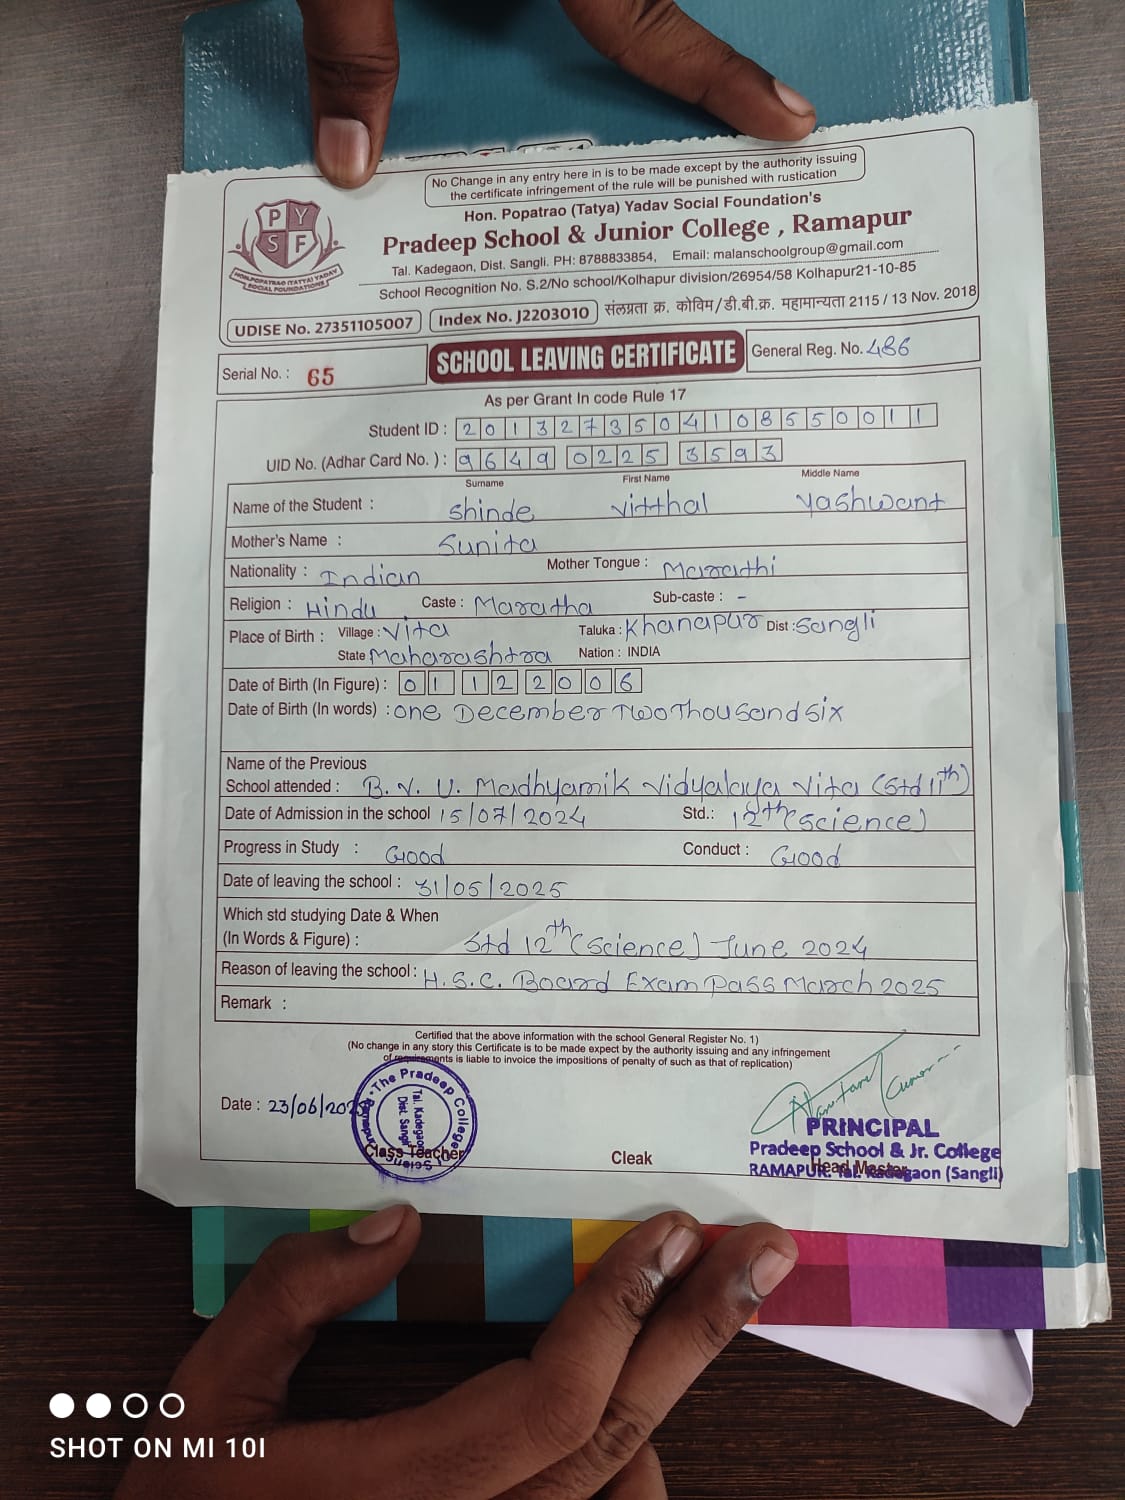 No Change in any entry here in is to be made except by the authority issuing
the certificate infringement of the rule will be punished with rustication
Hon. Popatrao (Tatya) Yadav Social Foundation's
P Y
S F
HON.POPATRAO (TATYA) YADAV
SOCIAL FOUNDATIONS
Pradeep School & Junior College , Ramapur
Tal. Kadegaon, Dist. Sangli. PH: 8788833854, Email: malanschoolgroup@gmail.com
School Recognition No. S.2/No school/Kolhapur division/26954/58 Kolhapur21-10-85
UDISE No. 27351105007 Index No. J2203010 संलग्नता क्र. कोविम/डी.बी.क्र. महामान्यता 2115 / 13 Nov. 2018
Serial No. : 65 SCHOOL LEAVING CERTIFICATE General Reg. No. 486
As per Grant In code Rule 17
Student ID : 2013273504108550011
UID No. (Adhar Card No. ) : 9649 0225 3593
Surname First Name Middle Name
Name of the Student : Shinde Vitthal Yashwant
Mother's Name : Sunita
Nationality : Indian Mother Tongue : Marathi
Religion : Hindu Caste : Maratha Sub-caste : -
Place of Birth : Village : Vita Taluka : Khanapur Dist : Sangli
State Maharashtra Nation : INDIA
Date of Birth (In Figure) : 01 12 2006
Date of Birth (In words) : one December Two Thousand Six
Name of the Previous
School attended : B. V. U. Madhyamik Vidyalaya Vita (Std 11th)
Date of Admission in the school 15/07/2024 Std.: 12th (science)
Progress in Study : Good Conduct : Good
Date of leaving the school : 31/05/2025
Which std studying Date & When
(In Words & Figure) : Std 12th (science) June 2024
Reason of leaving the school : H.S.C. Board Exam Pass March 2025
Remark :
Certified that the above information with the school General Register No. 1)
(No change in any story this Certificate is to be made expect by the authority issuing and any infringement
of requirements is liable to invoice the impositions of penalty of such as that of replication)
Date : 23/06/2025
The Pradeep College
Tal. Kadegaon
Dist. Sangli
Class Teacher Cleak Head Master
PRINCIPAL
Pradeep School & Jr. College
RAMAPUR. Tal. Kadegaon (Sangli)
SHOT ON MI 10I